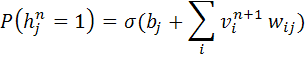 P(h_j^n = 1) = σ(b_j + ∑_i v_i^{n+1} w_{ij})